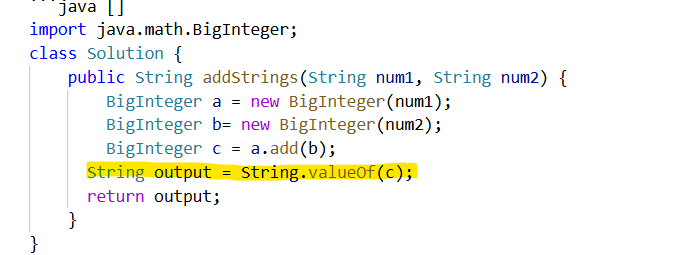 ```java []
import java.math.BigInteger;
class Solution {
    public String addStrings(String num1, String num2) {
        BigInteger a = new BigInteger(num1);
        BigInteger b= new BigInteger(num2);
        BigInteger c = a.add(b);
      String output = String.valueOf(c);
      return output;
    }
}